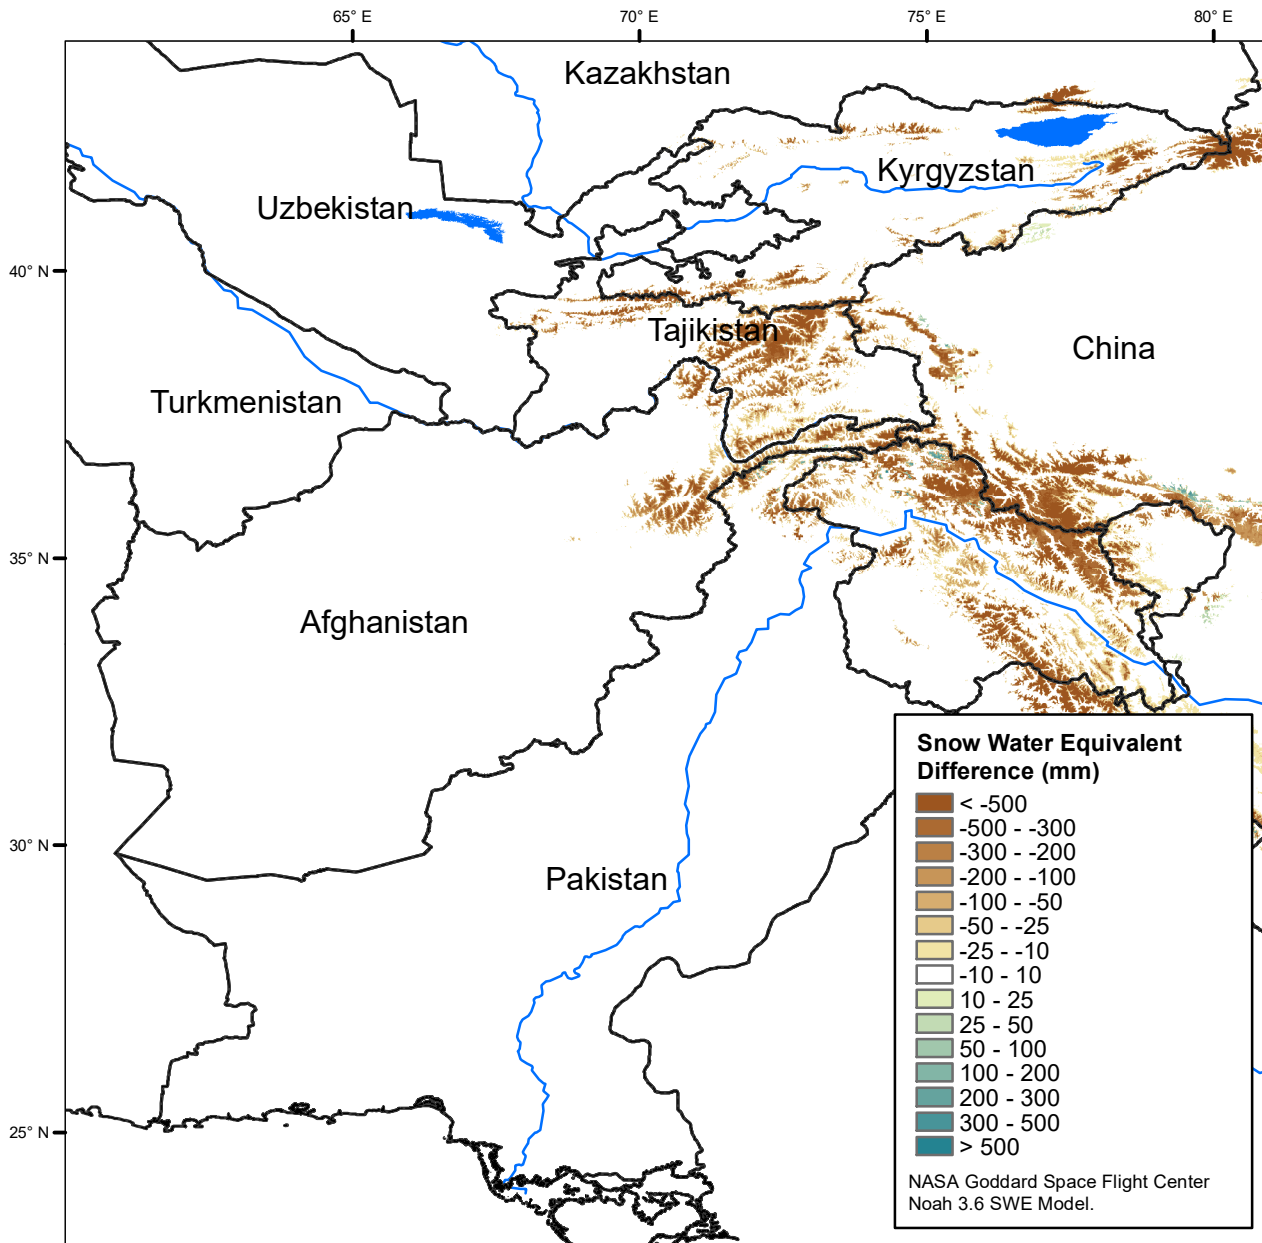 65° E
70° E
75° E
80° E
Kazakhstan
Kyrgyzstan
Uzbekistan
40° N
Tajikistan
China
Turkmenistan
35° N
Afghanistan
Snow Water Equivalent
Difference (mm)
< -500
-500 - -300
-300 - -200
-200 - -100
-100 - -50
-50 - -25
-25 - -10
-10 - 10
10 - 25
25 - 50
50 - 100
100 - 200
200 - 300
300 - 500
> 500
30° N
Pakistan
25° N
NASA Goddard Space Flight Center
Noah 3.6 SWE Model.